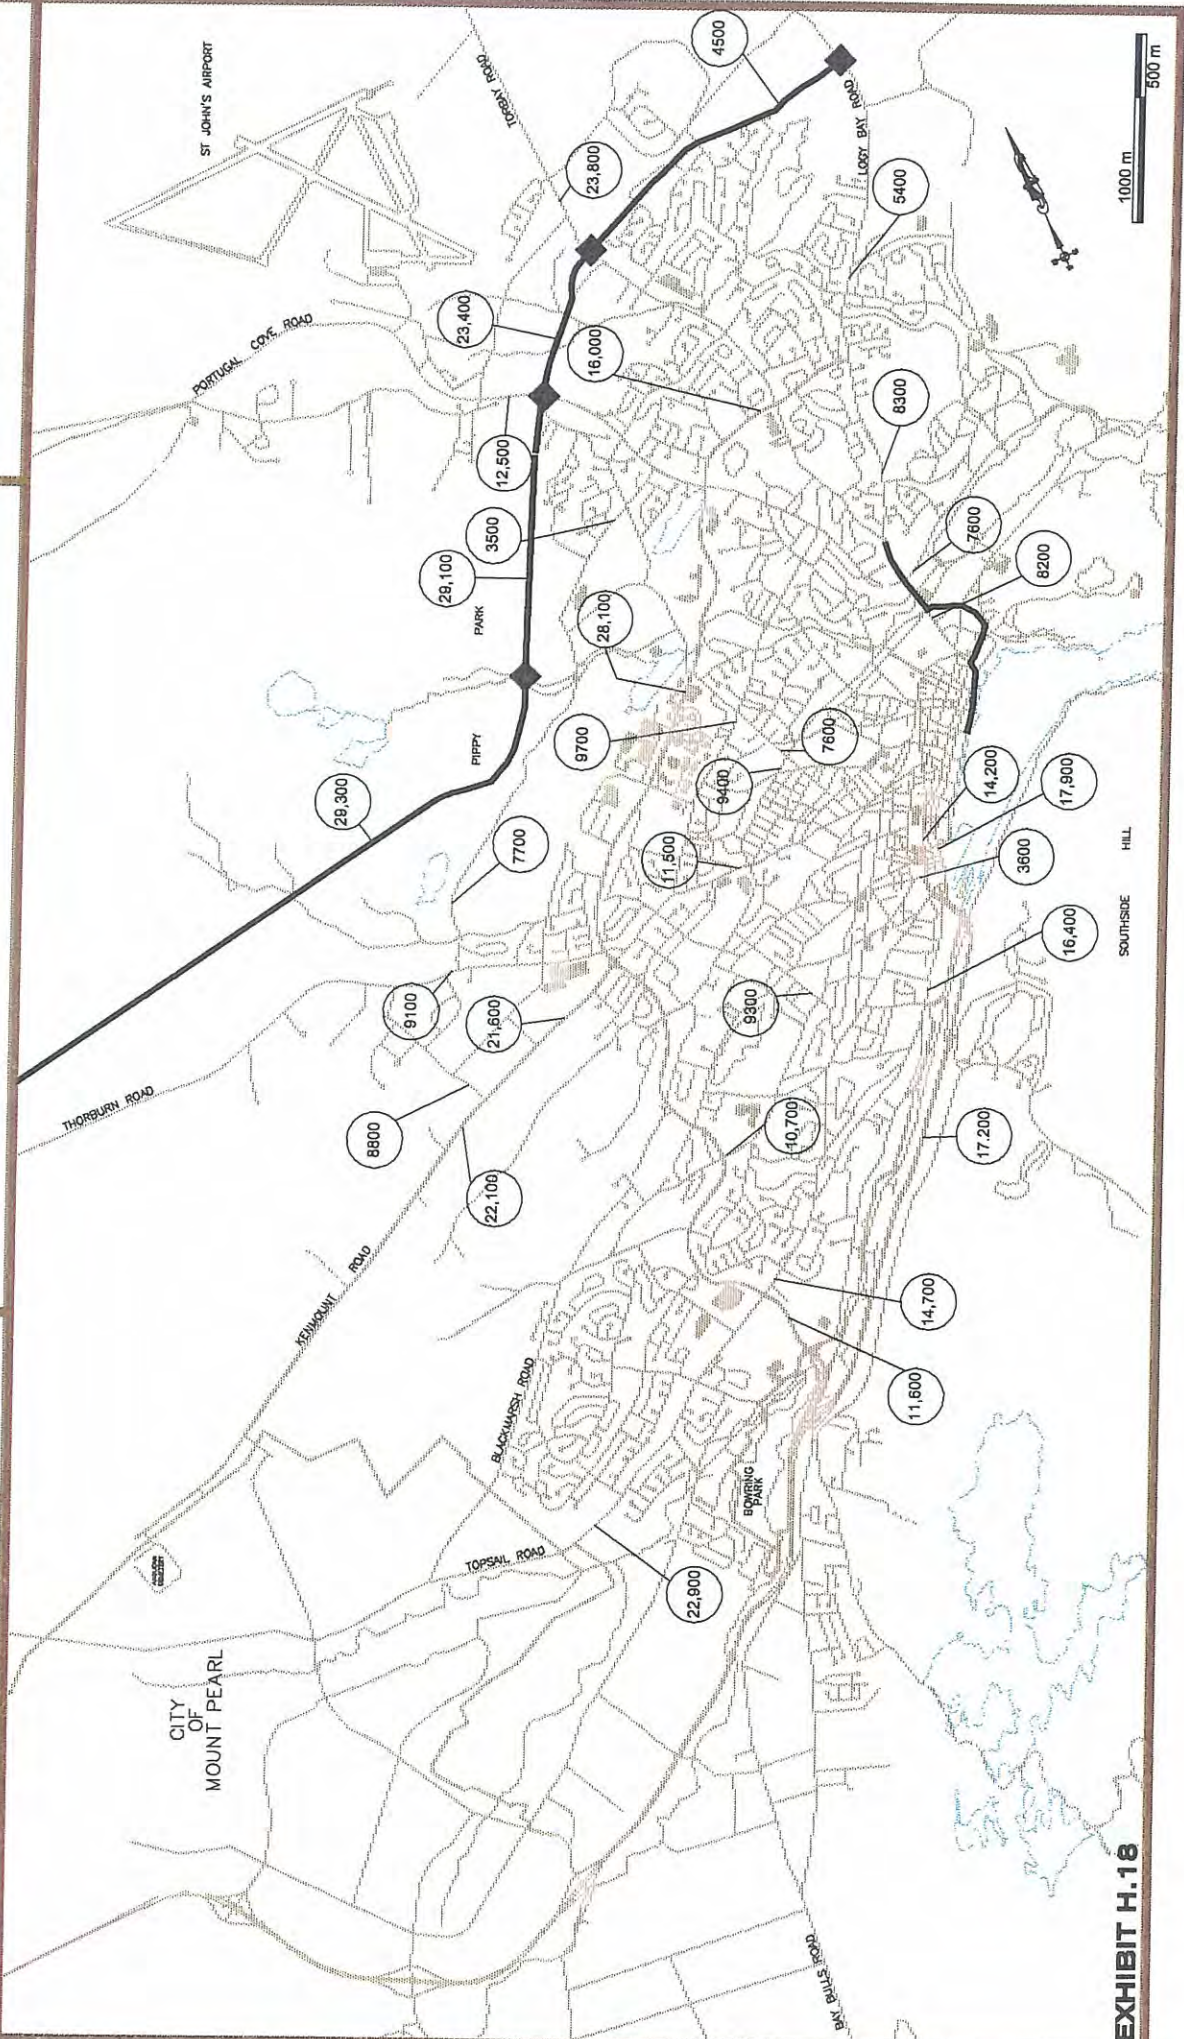 ST JOHN'S AIRPORT
TORBAY ROAD
4500
23,800
LOGY BAY ROAD
5400
500 m
1000 m
PORTUGAL COVE ROAD
23,400
16,000
12,500
8300
3500
29,100
PARK
7600
8200
28,100
PIPPY
9700
7600
9400
29,300
14,200
17,900
7700
11,500
3600
HILL
SOUTHSIDE
16,400
9100
21,600
9300
THORBURN ROAD
8800
10,700
17.200
22,100
KENMOUNT ROAD
14,700
11,600
BLACKMARSH ROAD
BOWRING
PARK
TOPSAIL ROAD
22,900
CITY
OF
MOUNT PEARL
BAY BULLS ROAD
EXHIBIT H.18